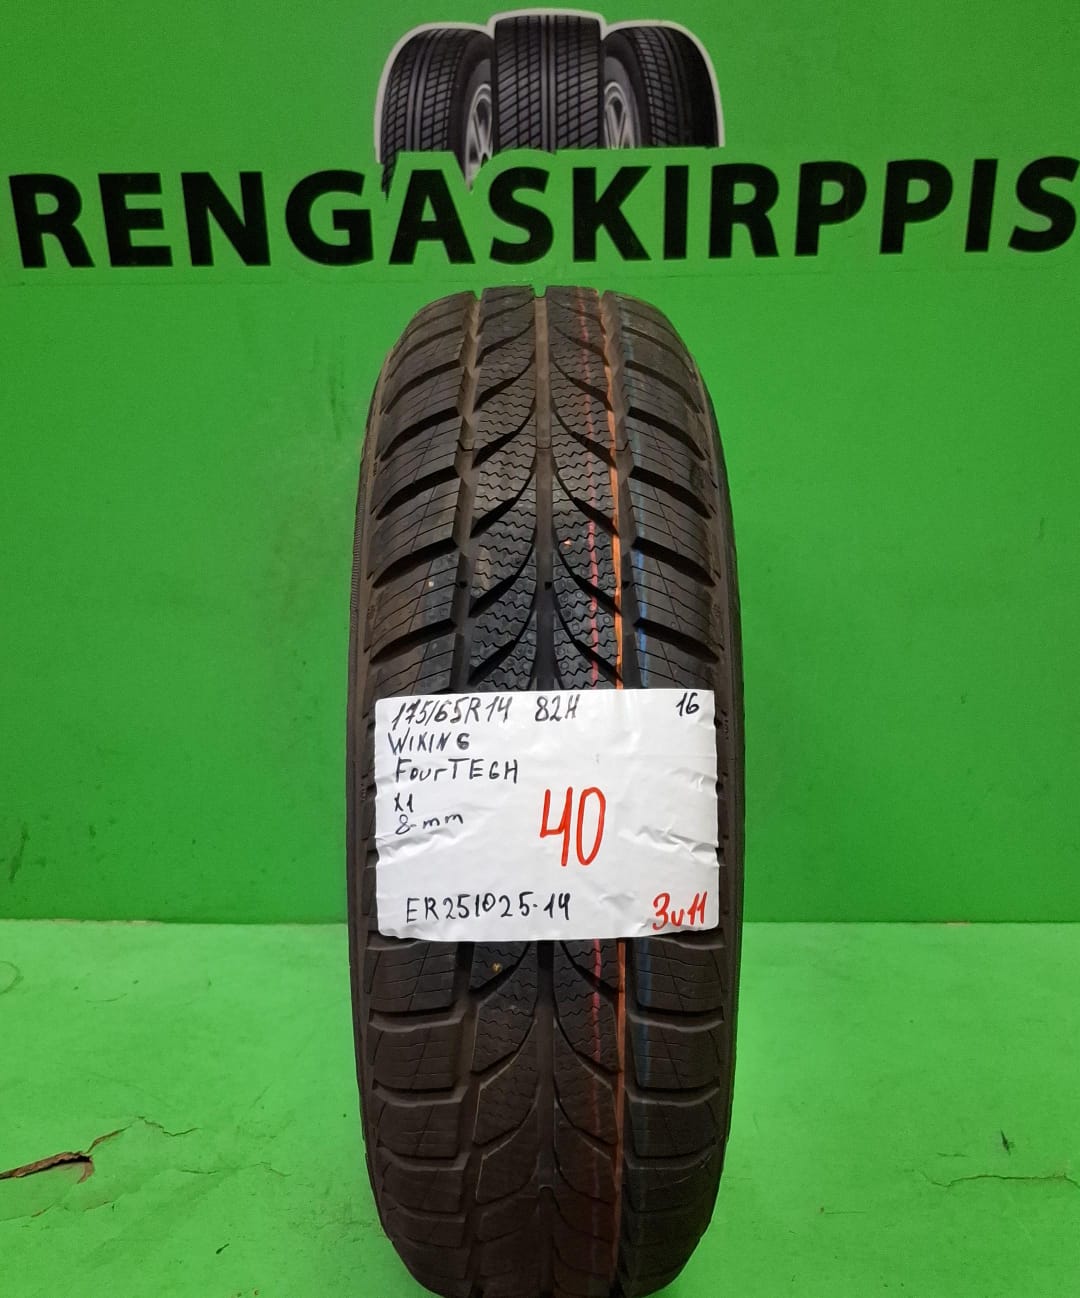 RENGASKIRPPIS
175/65R14 82H 16
WIKING
FourTECH
x1
8-mm
40
ER251025-14
3v11